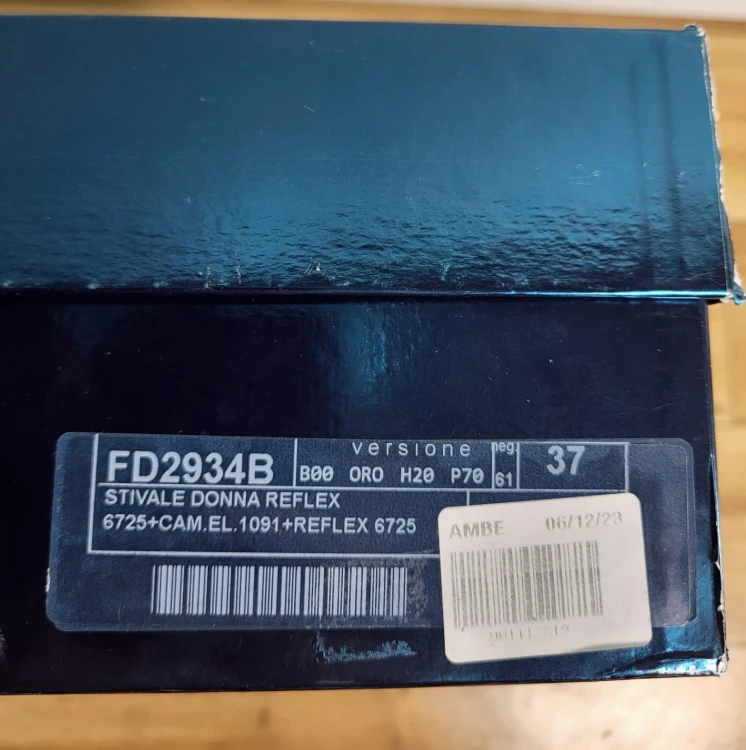 FD2934B
versione
B00 ORO H20 P70
neg.
61
37
STIVALE DONNA REFLEX
6725+CAM.EL.1091+REFLEX 6725
AMBE 06/12/23